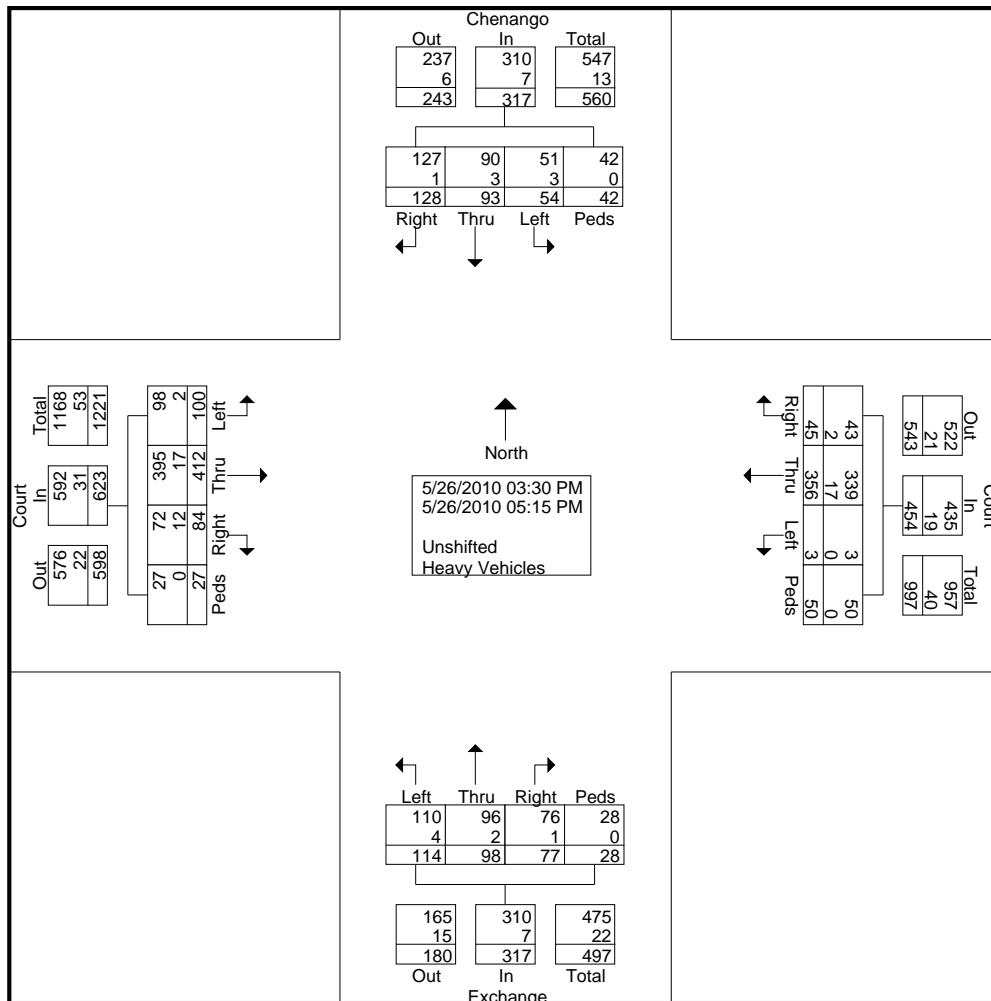 Chenango
Out In Total
237 310 547
6 7 13
243 317 560
127 90 51 42
1 3 3 0
128 93 54 42
Right Thru Left Peds
Court
Total In Out
1168 592 576
53 31 22
1221 623 598
98 395 72 27
2 17 12 0
100 412 84 27
Left Thru Right Peds
North
5/26/2010 03:30 PM
5/26/2010 05:15 PM
Unshifted
Heavy Vehicles
Right Thru Left Peds
45 356 3 50
2 17 0 0
43 339 3 50
543 454 997
21 19 40
522 435 957
Out In Total
Court
Left Thru Right Peds
110 96 76 28
4 2 1 0
114 98 77 28
165 310 475
15 7 22
180 317 497
Out In Total
Exchange